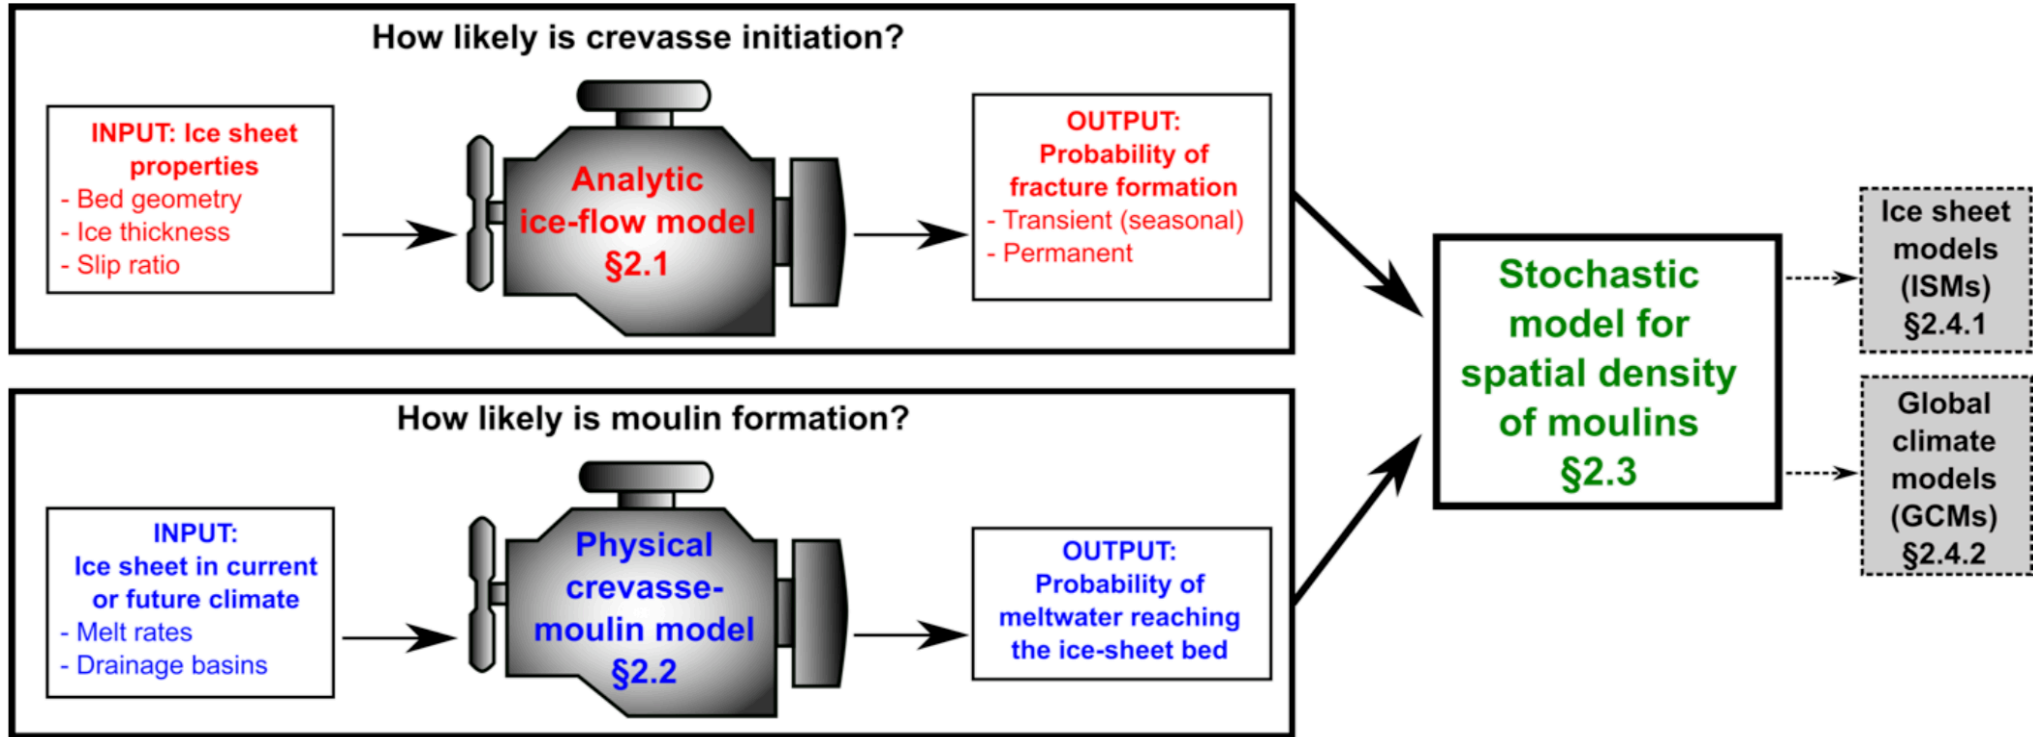 How likely is crevasse initiation?
INPUT: Ice sheet
properties
- Bed geometry
- Ice thickness
- Slip ratio
Analytic
ice-flow model
§2.1
OUTPUT:
Probability of
fracture formation
- Transient (seasonal)
- Permanent
How likely is moulin formation?
INPUT:
Ice sheet in current
or future climate
- Melt rates
- Drainage basins
Physical
crevasse-
moulin model
§2.2
OUTPUT:
Probability of
meltwater reaching
the ice-sheet bed
Stochastic
model for
spatial density
of moulins
§2.3
Ice sheet
models
(ISMs)
§2.4.1
Global
climate
models
(GCMs)
§2.4.2